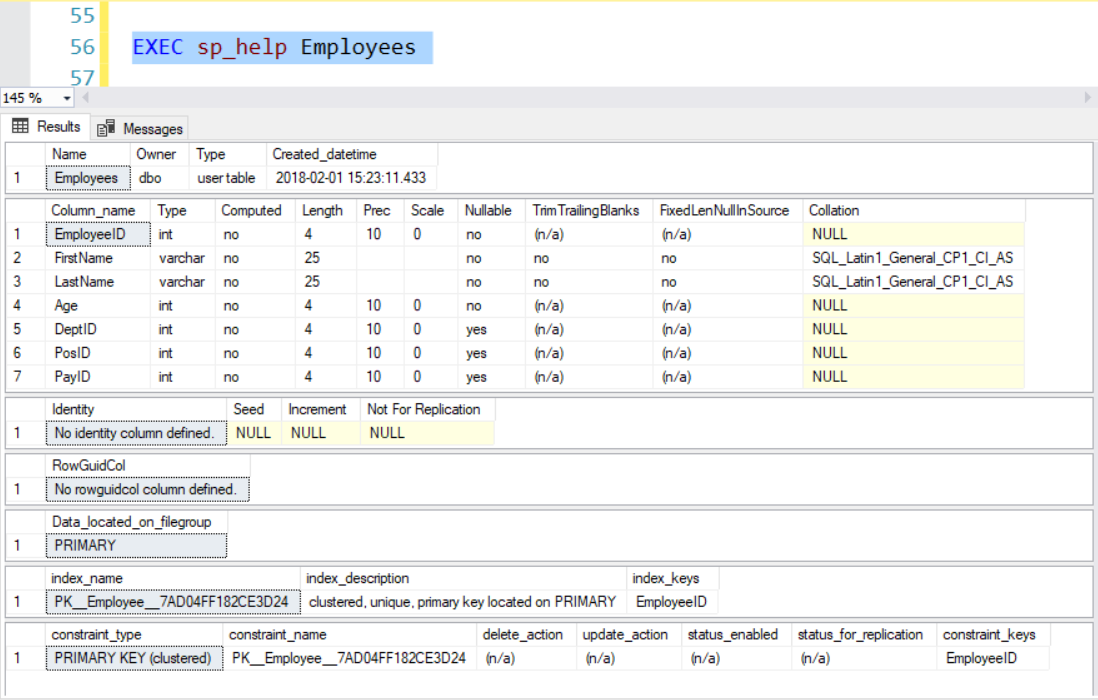 55
56 EXEC sp_help Employees
57
145 %
Results Messages
Name Owner Type Created_datetime
1 Employees dbo user table 2018-02-01 15:23:11.433
Column_name Type Computed Length Prec Scale Nullable TrimTrailingBlanks FixedLenNullInSource Collation
1 EmployeeID int no 4 10 0 no (n/a) (n/a) NULL
2 FirstName varchar no 25 no no no SQL_Latin1_General_CP1_CI_AS
3 LastName varchar no 25 no no no SQL_Latin1_General_CP1_CI_AS
4 Age int no 4 10 0 no (n/a) (n/a) NULL
5 DeptID int no 4 10 0 yes (n/a) (n/a) NULL
6 PosID int no 4 10 0 yes (n/a) (n/a) NULL
7 PayID int no 4 10 0 yes (n/a) (n/a) NULL
Identity Seed Increment Not For Replication
1 No identity column defined. NULL NULL NULL
RowGuidCol
1 No rowguidcol column defined.
Data_located_on_filegroup
1 PRIMARY
index_name index_description index_keys
1 PK__Employee__7AD04FF182CE3D24 clustered, unique, primary key located on PRIMARY EmployeeID
constraint_type constraint_name delete_action update_action status_enabled status_for_replication constraint_keys
1 PRIMARY KEY (clustered) PK__Employee__7AD04FF182CE3D24 (n/a) (n/a) (n/a) (n/a) EmployeeID